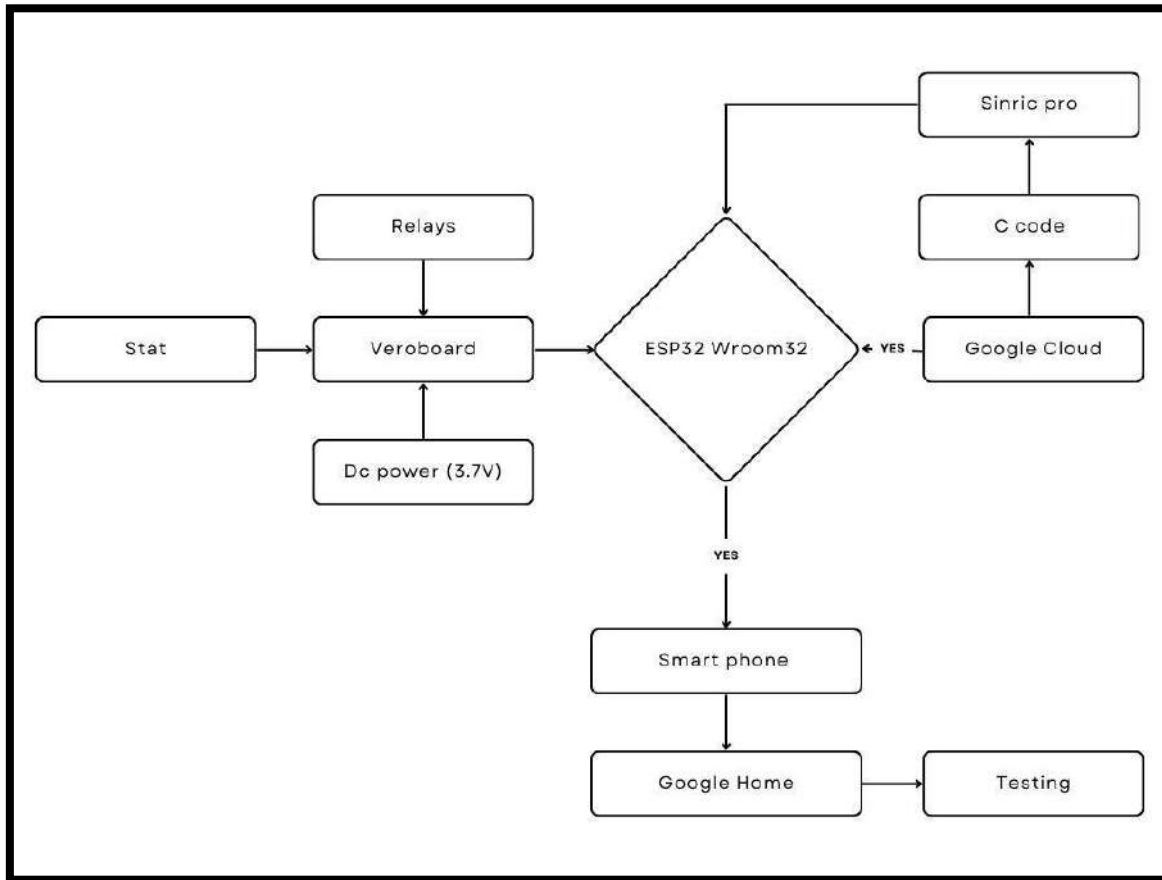 Sinric pro
Relays
C code
Stat
Veroboard
ESP32 Wroom32
YES
Google Cloud
Dc power (3.7V)
YES
Smart phone
Google Home
Testing